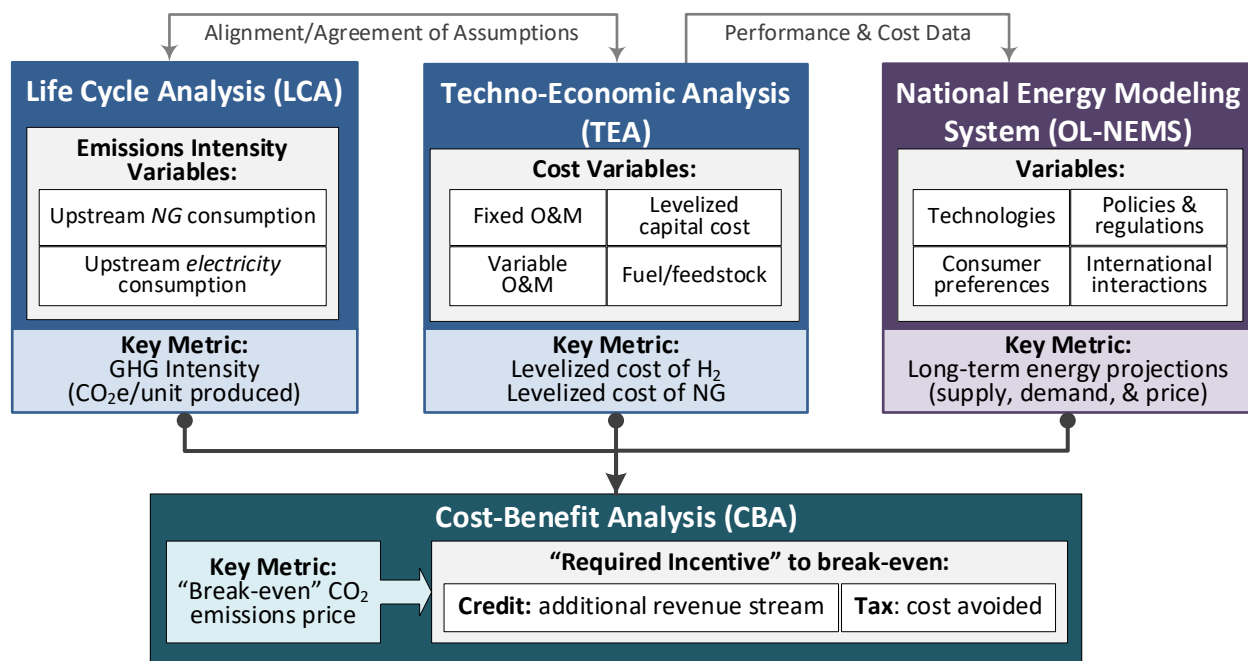 Alignment/Agreement of Assumptions
Performance & Cost Data
Life Cycle Analysis (LCA)
Emissions Intensity
Variables:
Upstream NG consumption
Upstream electricity
consumption
Key Metric:
GHG Intensity
(CO₂e/unit produced)
Techno-Economic Analysis
(TEA)
Cost Variables:
Fixed O&M
Levelized
capital cost
Variable
O&M
Fuel/feedstock
Key Metric:
Levelized cost of H₂
Levelized cost of NG
National Energy Modeling
System (OL-NEMS)
Variables:
Technologies
Policies &
regulations
Consumer
preferences
International
interactions
Key Metric:
Long-term energy projections
(supply, demand, & price)
Cost-Benefit Analysis (CBA)
Key Metric:
“Break-even” CO₂
emissions price
“Required Incentive” to break-even:
Credit: additional revenue stream
Tax: cost avoided